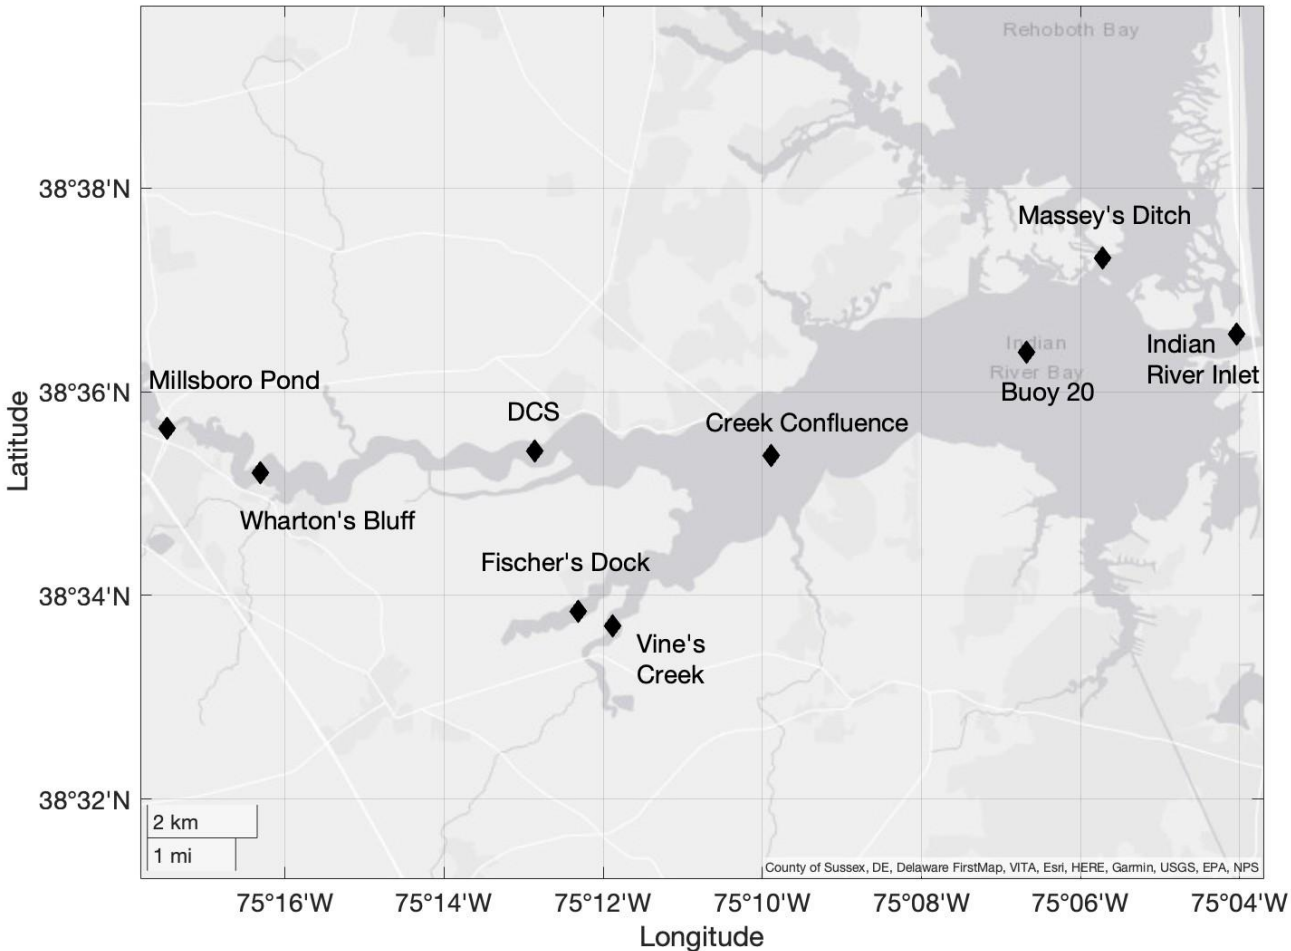 Rehoboth Bay
38°38'N
Massey's Ditch
Indian
River Bay
Indian
River Inlet
Buoy 20
38°36'N
Millsboro Pond
DCS
Creek Confluence
Wharton's Bluff
Fischer's Dock
38°34'N
Vine's
Creek
38°32'N
2 km
1 mi
County of Sussex, DE, Delaware FirstMap, VITA, Esri, HERE, Garmin, USGS, EPA, NPS
75°16'W
75°14'W
75°12'W
75°10'W
75°08'W
75°06'W
75°04'W
Longitude
Latitude